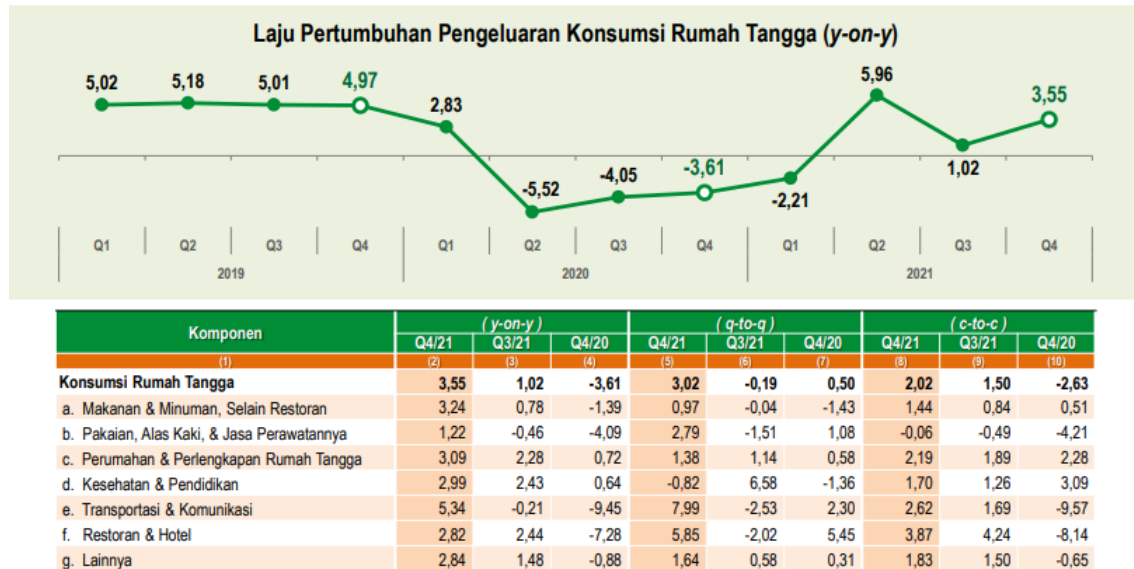 Laju Pertumbuhan Pengeluaran Konsumsi Rumah Tangga (y-on-y)
5,02 5,18 5,01 4,97 2,83 -5,52 -4,05 -3,61 -2,21 5,96 1,02 3,55
Q1 Q2 Q3 Q4 Q1 Q2 Q3 Q4 Q1 Q2 Q3 Q4
2019 2020 2021
Komponen ( y-on-y ) ( q-to-q ) ( c-to-c )
Q4/21 Q3/21 Q4/20 Q4/21 Q3/21 Q4/20 Q4/21 Q3/21 Q4/20
(1) (2) (3) (4) (5) (6) (7) (8) (9) (10)
Konsumsi Rumah Tangga 3,55 1,02 -3,61 3,02 -0,19 0,50 2,02 1,50 -2,63
a. Makanan & Minuman, Selain Restoran 3,24 0,78 -1,39 0,97 -0,04 -1,43 1,44 0,84 0,51
b. Pakaian, Alas Kaki, & Jasa Perawatannya 1,22 -0,46 -4,09 2,79 -1,51 1,08 -0,06 -0,49 -4,21
c. Perumahan & Perlengkapan Rumah Tangga 3,09 2,28 0,72 1,38 1,14 0,58 2,19 1,89 2,28
d. Kesehatan & Pendidikan 2,99 2,43 0,64 -0,82 6,58 -1,36 1,70 1,26 3,09
e. Transportasi & Komunikasi 5,34 -0,21 -9,45 7,99 -2,53 2,30 2,62 1,69 -9,57
f. Restoran & Hotel 2,82 2,44 -7,28 5,85 -2,02 5,45 3,87 4,24 -8,14
g. Lainnya 2,84 1,48 -0,88 1,64 0,58 0,31 1,83 1,50 -0,65